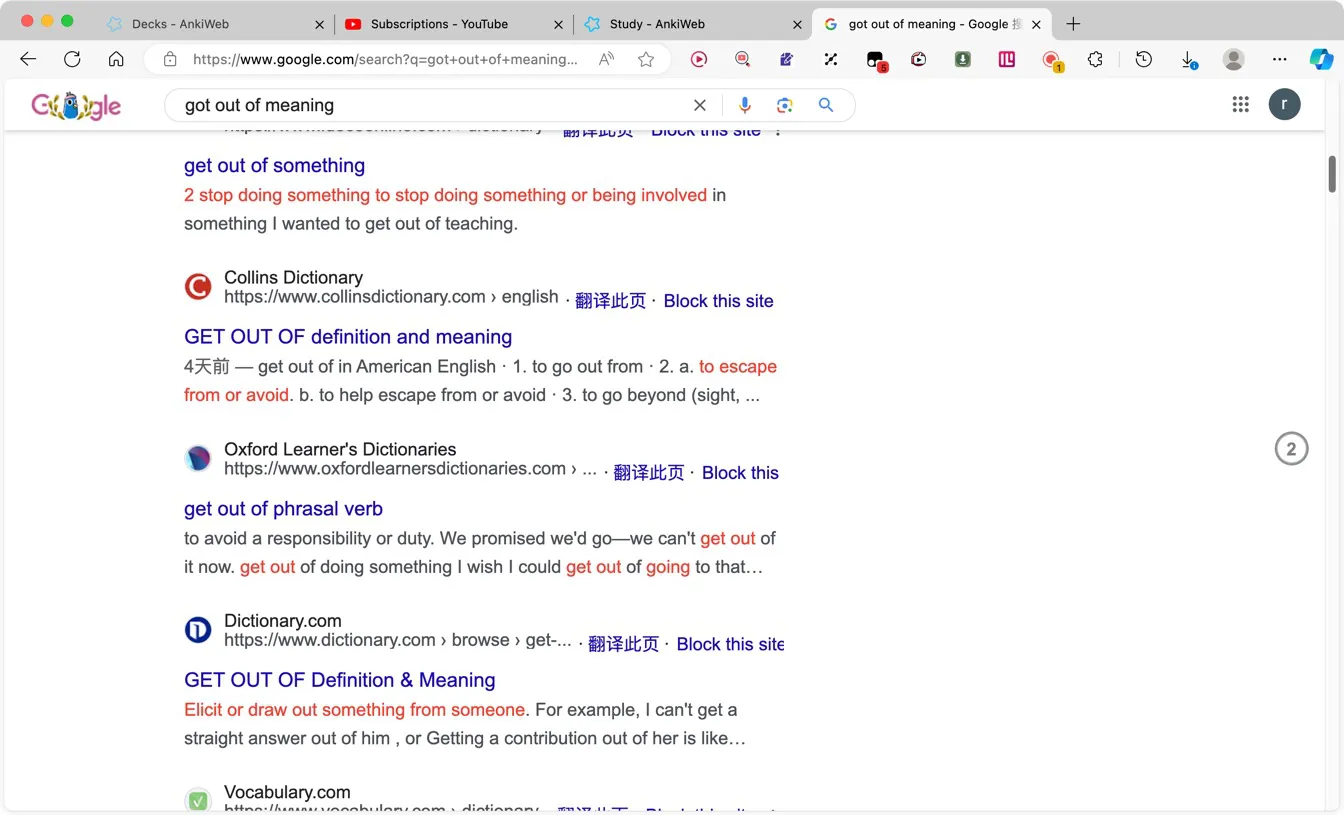 Decks - AnkiWeb
Subscriptions - YouTube
Study - AnkiWeb
got out of meaning - Google 搜
https://www.google.com/search?q=got+out+of+meaning...
5
1
Google
got out of meaning
r
翻译此页 · Block this site
get out of something
2 stop doing something to stop doing something or being involved in
something I wanted to get out of teaching.
Collins Dictionary
https://www.collinsdictionary.com › english · 翻译此页 · Block this site
GET OUT OF definition and meaning
4天前 — get out of in American English · 1. to go out from · 2. a. to escape
from or avoid. b. to help escape from or avoid · 3. to go beyond (sight, ...
2
Oxford Learner's Dictionaries
https://www.oxfordlearnersdictionaries.com › ... · 翻译此页 · Block this
get out of phrasal verb
to avoid a responsibility or duty. We promised we'd go—we can't get out of
it now. get out of doing something I wish I could get out of going to that…
Dictionary.com
https://www.dictionary.com › browse › get-... · 翻译此页 · Block this site
GET OUT OF Definition & Meaning
Elicit or draw out something from someone. For example, I can't get a
straight answer out of him , or Getting a contribution out of her is like…
Vocabulary.com
https://www.vocabulary.com › dictionary